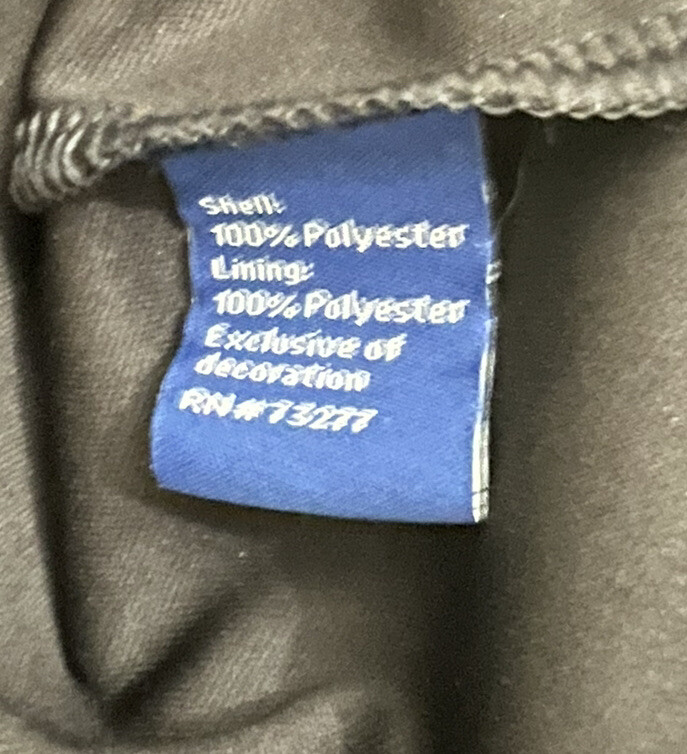 Shell:
100% Polyester
Lining:
100% Polyester
Exclusive of
decoration
RN#73277